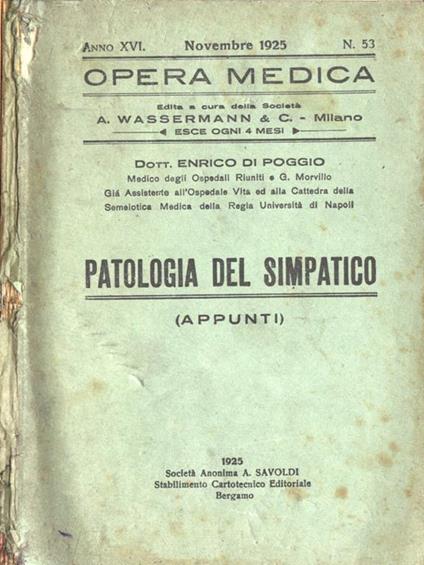 Anno XVI. Novembre 1925 N. 53
OPERA MEDICA
Edita a cura della Società
A. WASSERMANN & C. - Milano
ESCE OGNI 4 MESI
Dott. ENRICO DI POGGIO
Medico degli Ospedali Riuniti e G. Morvillo
Già Assistente all'Ospedale Vita ed alla Cattedra della
Semeiotica Medica della Regia Università di Napoli
PATOLOGIA DEL SIMPATICO
(APPUNTI)
1925
Società Anonima A. SAVOLDI
Stabilimento Cartotecnico Editoriale
Bergamo